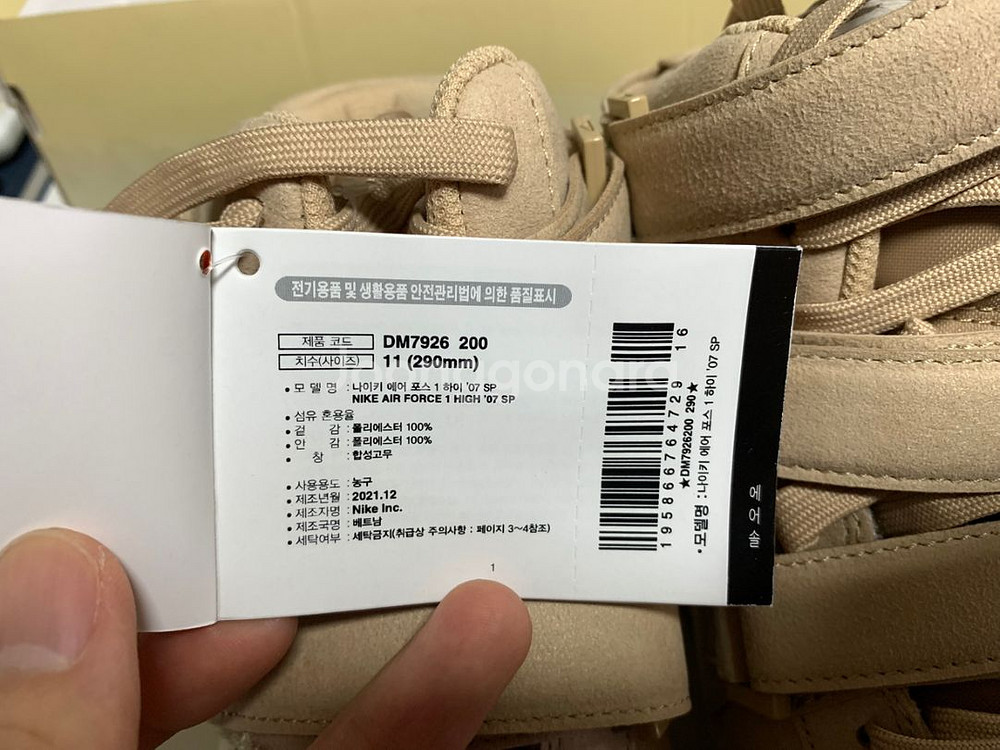 전기용품 및 생활용품 안전관리법에 의한 품질표시
제품 코드 DM7926 200
치수(사이즈) 11 (290mm)
• 모 델 명 : 나이키 에어 포스 1 하이 '07 SP
NIKE AIR FORCE 1 HIGH '07 SP
• 섬유 혼용율
• 겉 감 : 폴리에스터 100%
• 안 감 : 폴리에스터 100%
• 창 : 합성고무
• 사용용도 : 농구
• 제조년월 : 2021.12
• 제조자명 : Nike Inc.
• 제조국명 : 베트남
• 세탁여부 : 세탁금지(취급상 주의사항 : 페이지 3~4참조)
1
195866764729 16
★DM7926200 290★
• 모델명 : 나이키 에어 포스 1 하이 '07 SP
에어솔